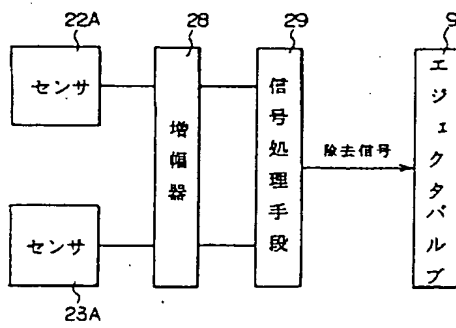 22A
センサ
28
増幅器
29
信号処理手段
除去信号
9
エジェクタバルブ
センサ
23A